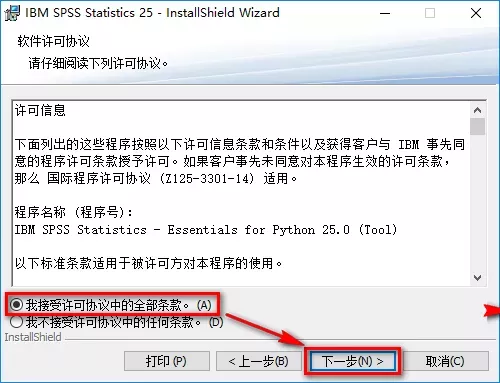 IBM SPSS Statistics 25 - InstallShield Wizard
软件许可协议
请仔细阅读下列许可协议。
许可信息
下面列出的这些程序按照以下许可信息条款和条件以及获得客户与 IBM 事先同
意的程序许可条款授予许可。如果客户事先未同意对本程序生效的许可条款，
那么 国际程序许可协议 (Z125-3301-14) 适用。
程序名称 (程序号):
IBM SPSS Statistics - Essentials for Python 25.0 (Tool)
以下标准条款适用于被许可方对本程序的使用。
我接受许可协议中的全部条款。(A)
我不接受许可协议中的任何条款。(D)
InstallShield
打印(P)
< 上一步(B)
下一步(N) >
取消(C)